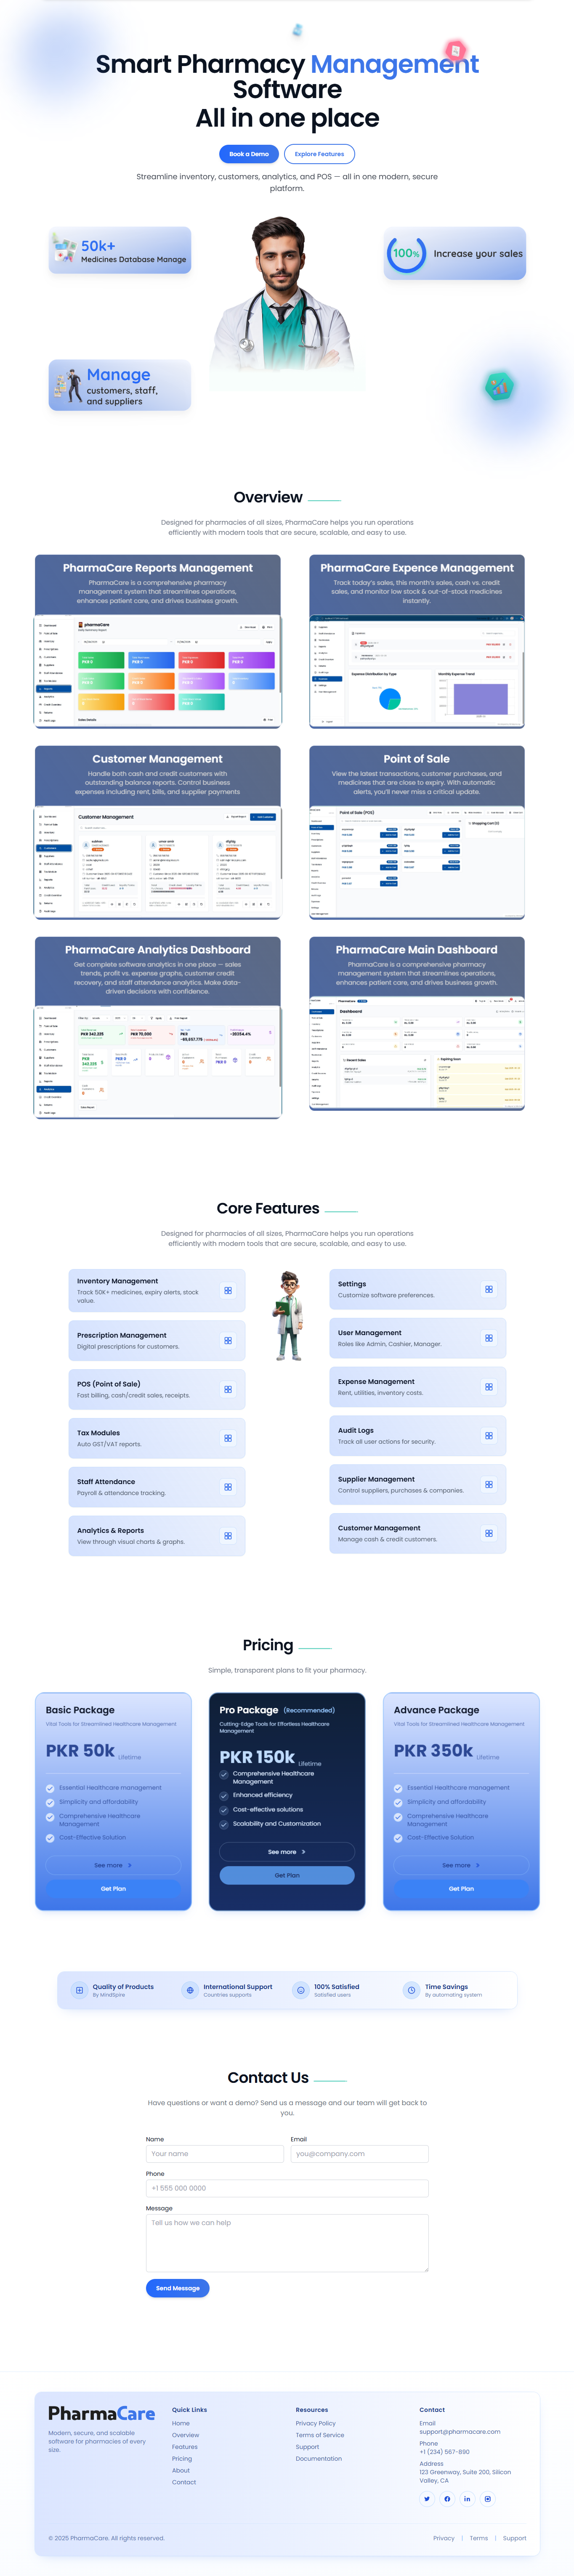 Smart Pharmacy Management
Software
All in one place
Book a Demo
Explore Features
Streamline inventory, customers, analytics, and POS — all in one modern, secure
platform.
50k+
Medicines Database Manage
100%
Increase your sales
Manage
customers, staff,
and suppliers
Overview
Designed for pharmacies of all sizes, PharmaCare helps you run operations
efficiently with modern tools that are secure, scalable, and easy to use.
PharmaCare Reports Management
PharmaCare is a comprehensive pharmacy
management system that streamlines operations,
enhances patient care, and drives business growth.
pharmaCare
PharmaCare Expence Management
Track today's sales, this month's sales, cash vs. credit
sales, and monitor low stock & out-of-stock medicines
instantly.
Expense Distribution by Type
Monthly Expense Trend
Customer Management
Handle both cash and credit customers with
outstanding balance reports. Control business
expenses including rent, bills, and supplier payments
Customer Management
Point of Sale
View the latest transactions, customer purchases, and
medicines that are close to expiry. With automatic
alerts, you'll never miss a critical update.
Point of Sale (POS)
PharmaCare Analytics Dashboard
Get complete software analytics in one place — sales
trends, profit vs. expense graphs, customer credit
recovery, and staff attendance analytics. Make data-
driven decisions with confidence.
PharmaCare Main Dashboard
PharmaCare is a comprehensive pharmacy
management system that streamlines operations,
enhances patient care, and drives business growth.
Dashboard
Core Features
Designed for pharmacies of all sizes, PharmaCare helps you run operations
efficiently with modern tools that are secure, scalable, and easy to use.
Inventory Management
Track 50K+ medicines, expiry alerts, stock
value.
Prescription Management
Digital prescriptions for customers.
POS (Point of Sale)
Fast billing, cash/credit sales, receipts.
Tax Modules
Auto GST/VAT reports.
Staff Attendance
Payroll & attendance tracking.
Analytics & Reports
View through visual charts & graphs.
Settings
Customize software preferences.
User Management
Roles like Admin, Cashier, Manager.
Expense Management
Rent, utilities, inventory costs.
Audit Logs
Track all user actions for security.
Supplier Management
Control suppliers, purchases & companies.
Customer Management
Manage cash & credit customers.
Pricing
Simple, transparent plans to fit your pharmacy.
Basic Package
Vital Tools for Streamlined Healthcare Management
PKR 50k Lifetime
Essential Healthcare management
Simplicity and affordability
Comprehensive Healthcare
Management
Cost-Effective Solution
See more
Get Plan
Pro Package (Recommended)
Cutting-Edge Tools for Effortless Healthcare
Management
PKR 150k Lifetime
Comprehensive Healthcare
Management
Enhanced efficiency
Cost-effective solutions
Scalability and Customization
See more
Get Plan
Advance Package
Vital Tools for Streamlined Healthcare Management
PKR 350k Lifetime
Essential Healthcare management
Simplicity and affordability
Comprehensive Healthcare
Management
Cost-Effective Solution
See more
Get Plan
Quality of Products
By MindSpire
International Support
Countries supports
100% Satisfied
Satisfied users
Time Savings
By automating system
Contact Us
Have questions or want a demo? Send us a message and our team will get back to
you.
Name
Your name
Email
you@company.com
Phone
+1 555 000 0000
Message
Tell us how we can help
Send Message
PharmaCare
Modern, secure, and scalable
software for pharmacies of every
size.
Quick Links
Home
Overview
Features
Pricing
About
Contact
Resources
Privacy Policy
Terms of Service
Support
Documentation
Contact
Email
support@pharmacare.com
Phone
+1 (234) 567-890
Address
123 Greenway, Suite 200, Silicon
Valley, CA
© 2025 PharmaCare. All rights reserved.
Privacy | Terms | Support